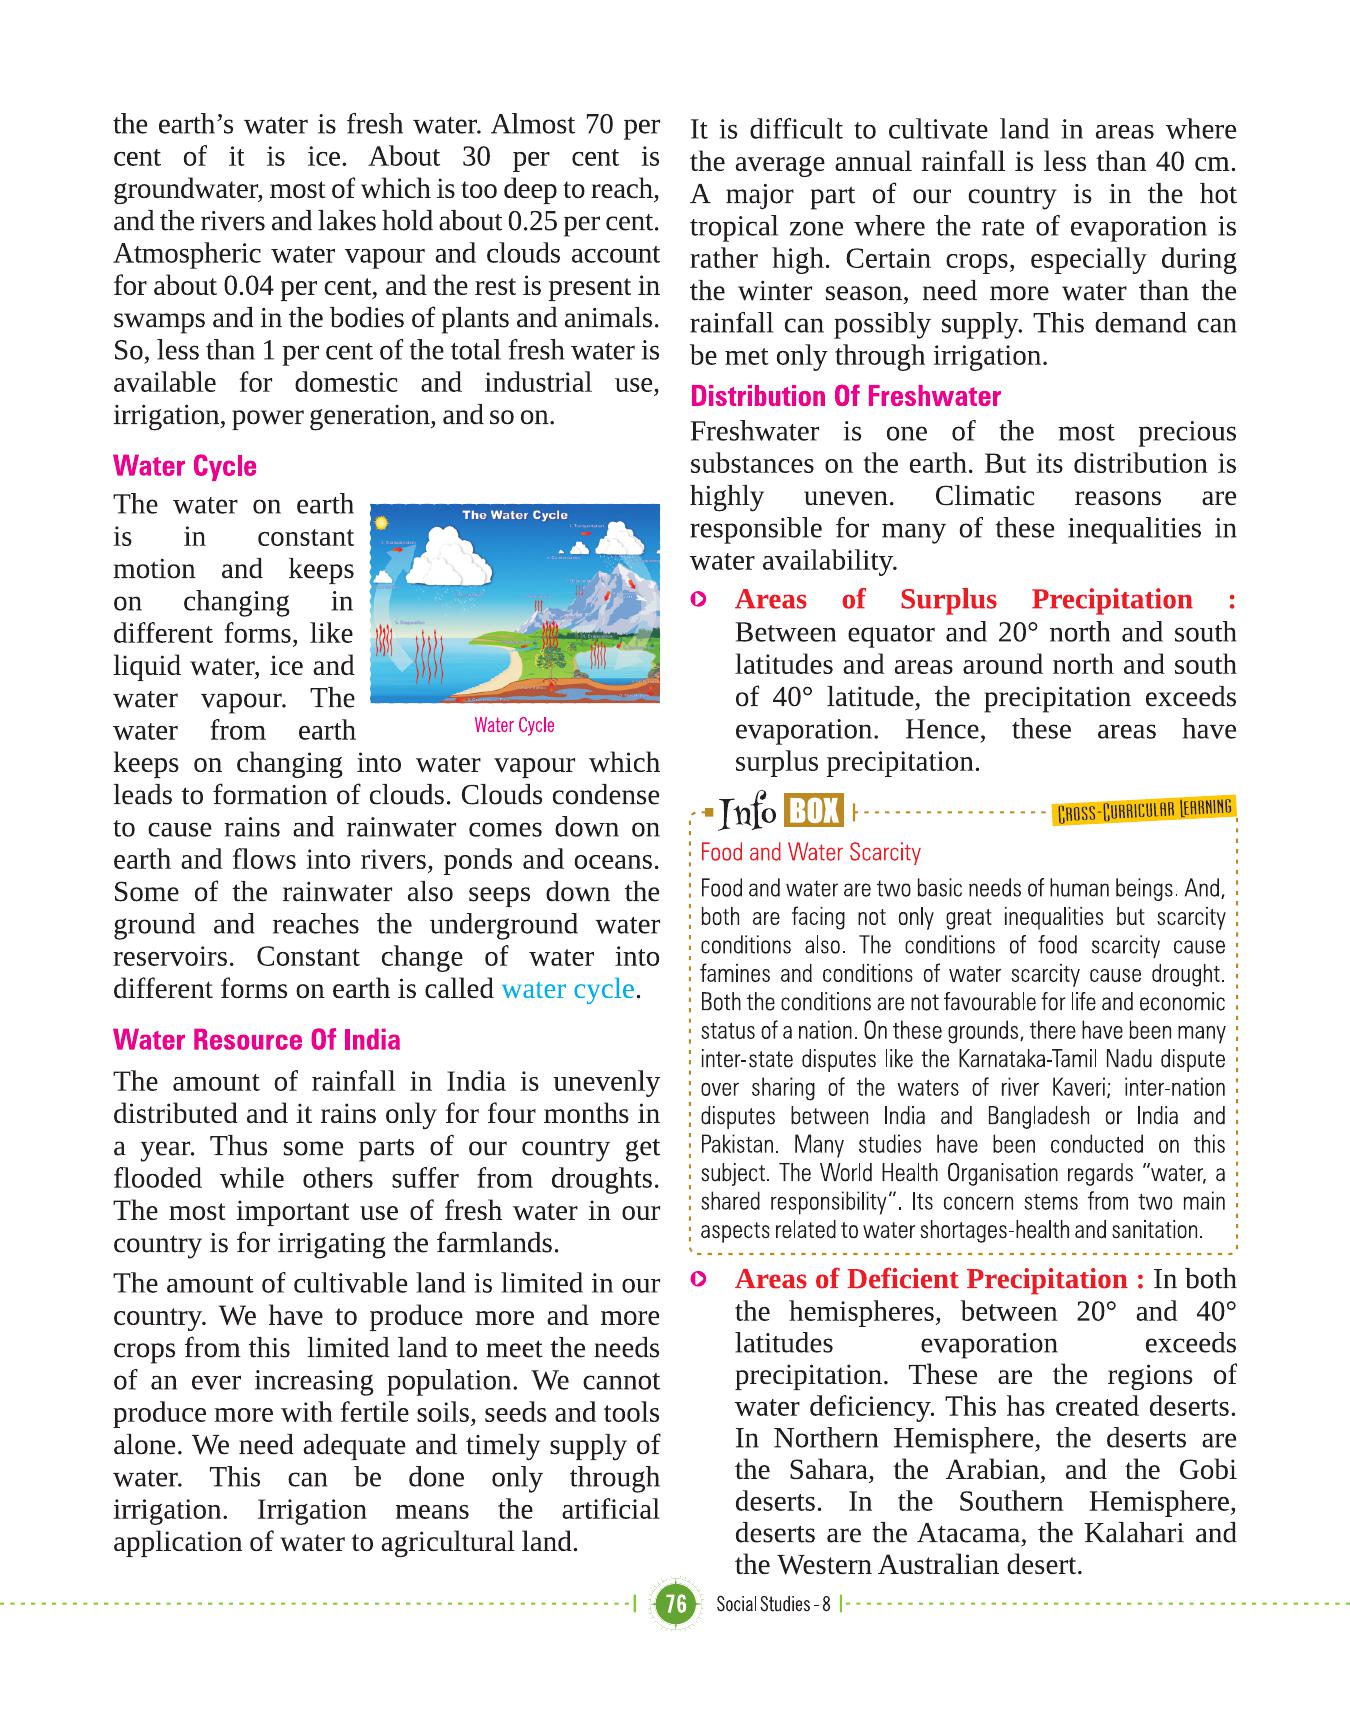 the earth’s water is fresh water. Almost 70 per
cent of it is ice. About 30 per cent is
groundwater, most of which is too deep to reach,
and the rivers and lakes hold about 0.25 per cent.
Atmospheric water vapour and clouds account
for about 0.04 per cent, and the rest is present in
swamps and in the bodies of plants and animals.
So, less than 1 per cent of the total fresh water is
available for domestic and industrial use,
irrigation, power generation, and so on.
Water Cycle
The water on earth
is in constant
motion and keeps
on changing in
different forms, like
liquid water, ice and
water vapour. The
water from earth
The Water Cycle
Water Cycle
keeps on changing into water vapour which
leads to formation of clouds. Clouds condense
to cause rains and rainwater comes down on
earth and flows into rivers, ponds and oceans.
Some of the rainwater also seeps down the
ground and reaches the underground water
reservoirs. Constant change of water into
different forms on earth is called water cycle.
Water Resource Of India
The amount of rainfall in India is unevenly
distributed and it rains only for four months in
a year. Thus some parts of our country get
flooded while others suffer from droughts.
The most important use of fresh water in our
country is for irrigating the farmlands.
The amount of cultivable land is limited in our
country. We have to produce more and more
crops from this limited land to meet the needs
of an ever increasing population. We cannot
produce more with fertile soils, seeds and tools
alone. We need adequate and timely supply of
water. This can be done only through
irrigation. Irrigation means the artificial
application of water to agricultural land.
It is difficult to cultivate land in areas where
the average annual rainfall is less than 40 cm.
A major part of our country is in the hot
tropical zone where the rate of evaporation is
rather high. Certain crops, especially during
the winter season, need more water than the
rainfall can possibly supply. This demand can
be met only through irrigation.
Distribution Of Freshwater
Freshwater is one of the most precious
substances on the earth. But its distribution is
highly uneven. Climatic reasons are
responsible for many of these inequalities in
water availability.
Areas of Surplus Precipitation :
Between equator and 20° north and south
latitudes and areas around north and south
of 40° latitude, the precipitation exceeds
evaporation. Hence, these areas have
surplus precipitation.
Info BOX Cross-Curricular Learning
Food and Water Scarcity
Food and water are two basic needs of human beings. And,
both are facing not only great inequalities but scarcity
conditions also. The conditions of food scarcity cause
famines and conditions of water scarcity cause drought.
Both the conditions are not favourable for life and economic
status of a nation. On these grounds, there have been many
inter-state disputes like the Karnataka-Tamil Nadu dispute
over sharing of the waters of river Kaveri; inter-nation
disputes between India and Bangladesh or India and
Pakistan. Many studies have been conducted on this
subject. The World Health Organisation regards “water, a
shared responsibility”. Its concern stems from two main
aspects related to water shortages-health and sanitation.
Areas of Deficient Precipitation : In both
the hemispheres, between 20° and 40°
latitudes evaporation exceeds
precipitation. These are the regions of
water deficiency. This has created deserts.
In Northern Hemisphere, the deserts are
the Sahara, the Arabian, and the Gobi
deserts. In the Southern Hemisphere,
deserts are the Atacama, the Kalahari and
the Western Australian desert.
76 Social Studies - 8